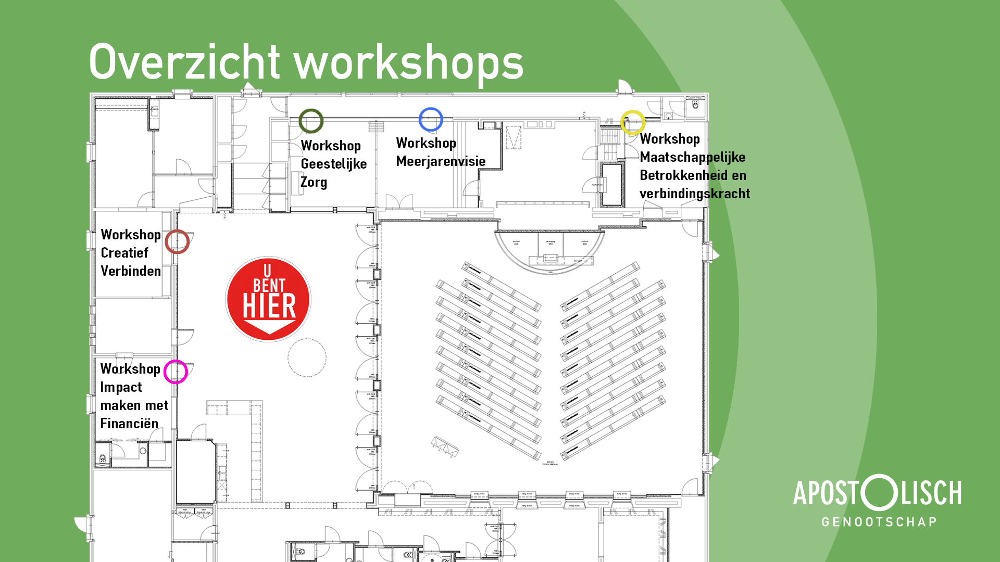 Overzicht workshops
Workshop
Geestelijke
Zorg
Workshop
Meerjarenvisie
Workshop
Maatschappelijke
Betrokkenheid en
verbindingskracht
Workshop
Creatief
Verbinden
U
BENT
HIER
Workshop
Impact
maken met
Financiën
APOSTOLISCH
GENOOTSCHAP